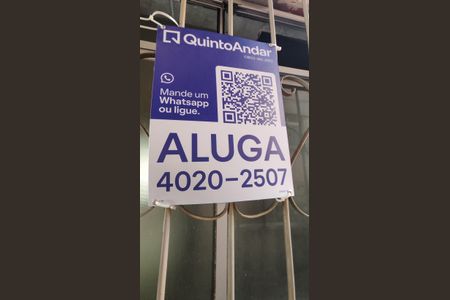 QuintoAndar
Mande um
Whatsapp
ou ligue.
ALUGA
4020-2507